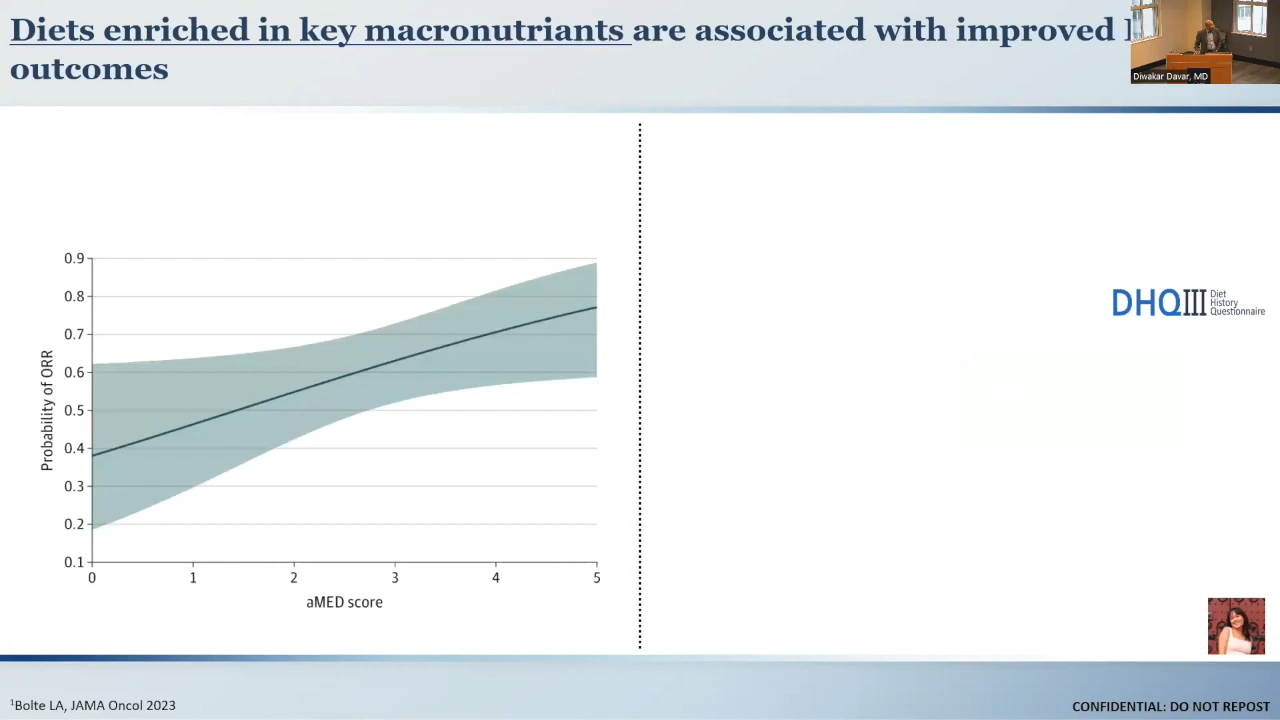 Diets enriched in key macronutriants are associated with improved
outcomes
Diwakar Davar, MD
0.9
0.8
0.7
0.6
0.5
0.4
0.3
0.2
0.1
Probability of ORR
0
1
2
3
4
5
aMED score
DHQIII
Diet
History
Questionnaire
1Bolte LA, JAMA Oncol 2023
CONFIDENTIAL: DO NOT REPOST